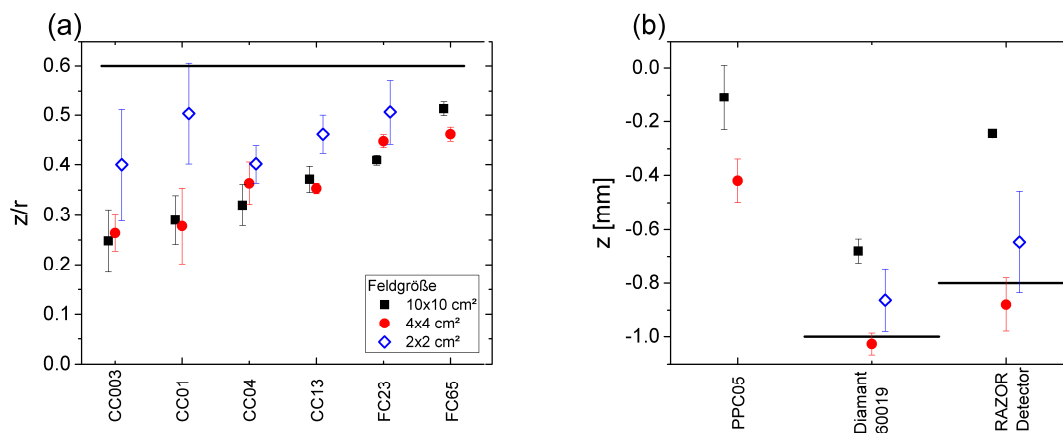 (a)
z/r
0.6
0.5
0.4
0.3
0.2
0.1
0.0
Feldgröße
10x10 cm²
4x4 cm²
2x2 cm²
CC003
CC01
CC04
CC13
FC23
FC65
(b)
z [mm]
0.0
-0.2
-0.4
-0.6
-0.8
-1.0
PPC05
Diamant
60019
RAZOR
Detector